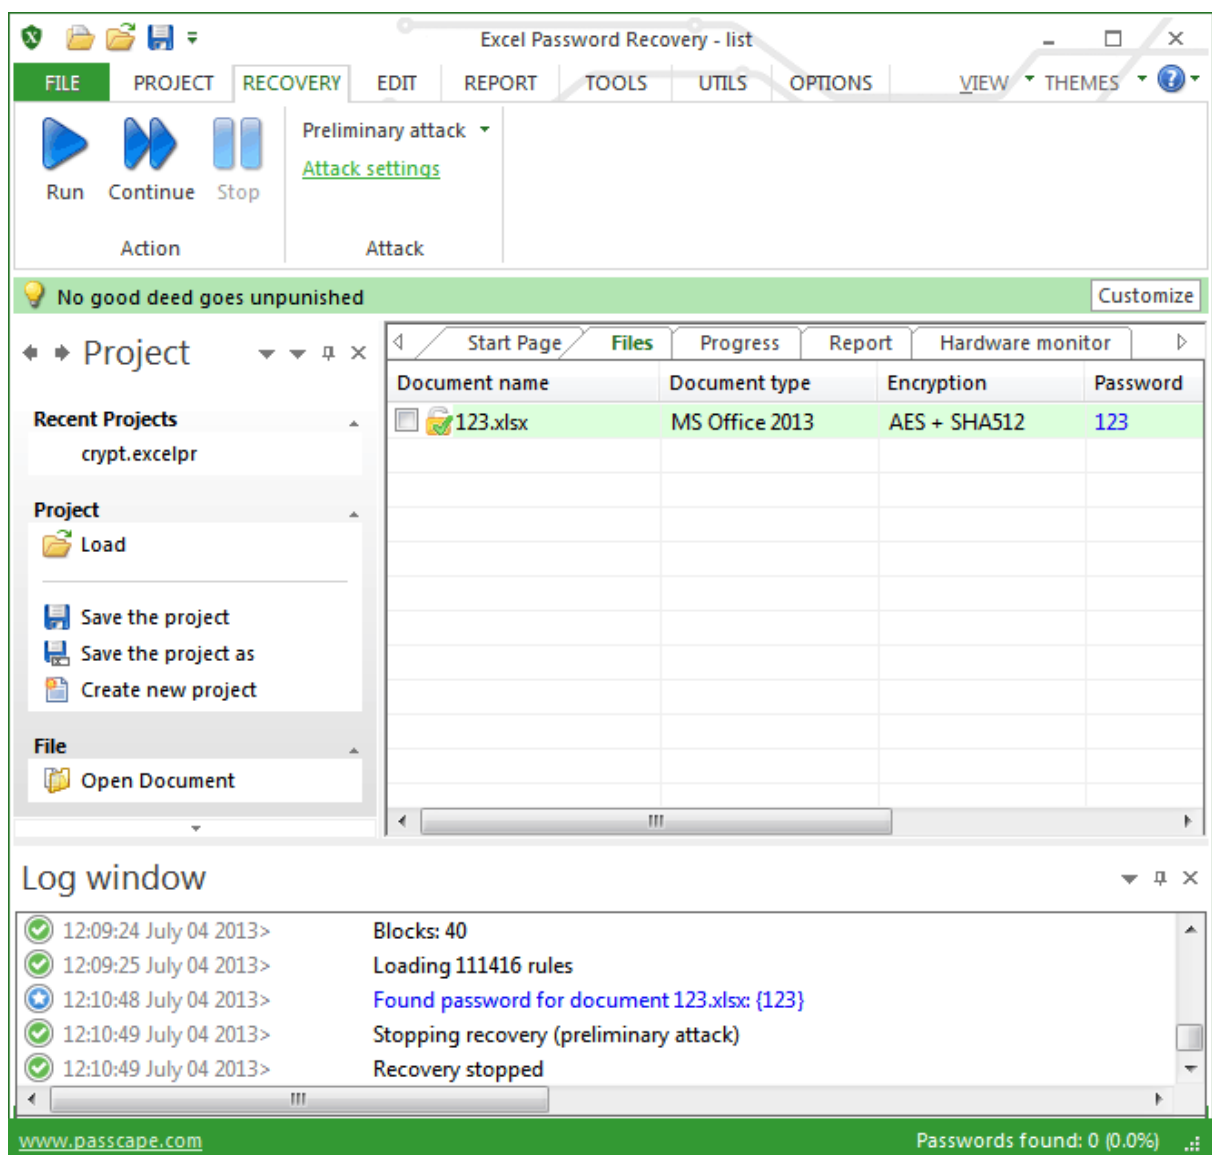 Excel Password Recovery - list
FILE PROJECT RECOVERY EDIT REPORT TOOLS UTILS OPTIONS VIEW THEMES
Preliminary attack
Attack settings
Run Continue Stop
Action Attack
No good deed goes unpunished Customize
Project
Start Page Files Progress Report Hardware monitor
Document name Document type Encryption Password
123.xlsx MS Office 2013 AES + SHA512 123
Recent Projects
crypt.excelpr
Project
Load
Save the project
Save the project as
Create new project
File
Open Document
Log window
12:09:24 July 04 2013> Blocks: 40
12:09:25 July 04 2013> Loading 111416 rules
12:10:48 July 04 2013> Found password for document 123.xlsx: {123}
12:10:49 July 04 2013> Stopping recovery (preliminary attack)
12:10:49 July 04 2013> Recovery stopped
www.passcape.com Passwords found: 0 (0.0%)